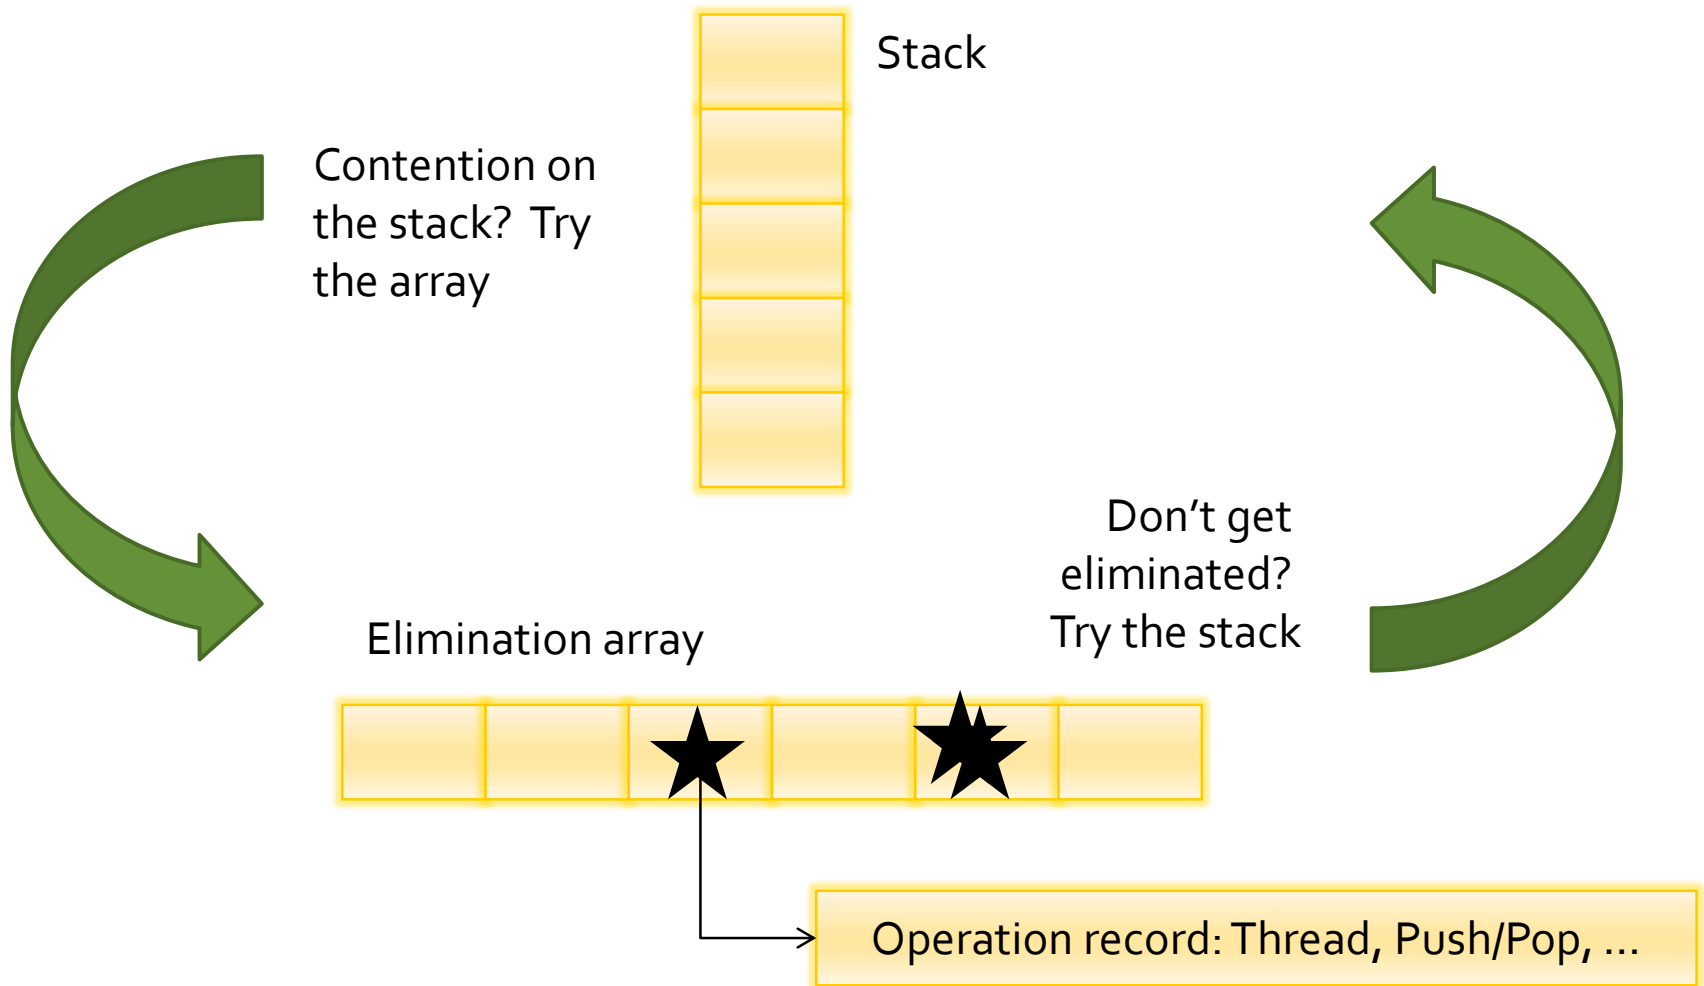 Stack
Contention on
the stack? Try
the array
Don’t get
eliminated?
Try the stack
Elimination array
Operation record: Thread, Push/Pop, …